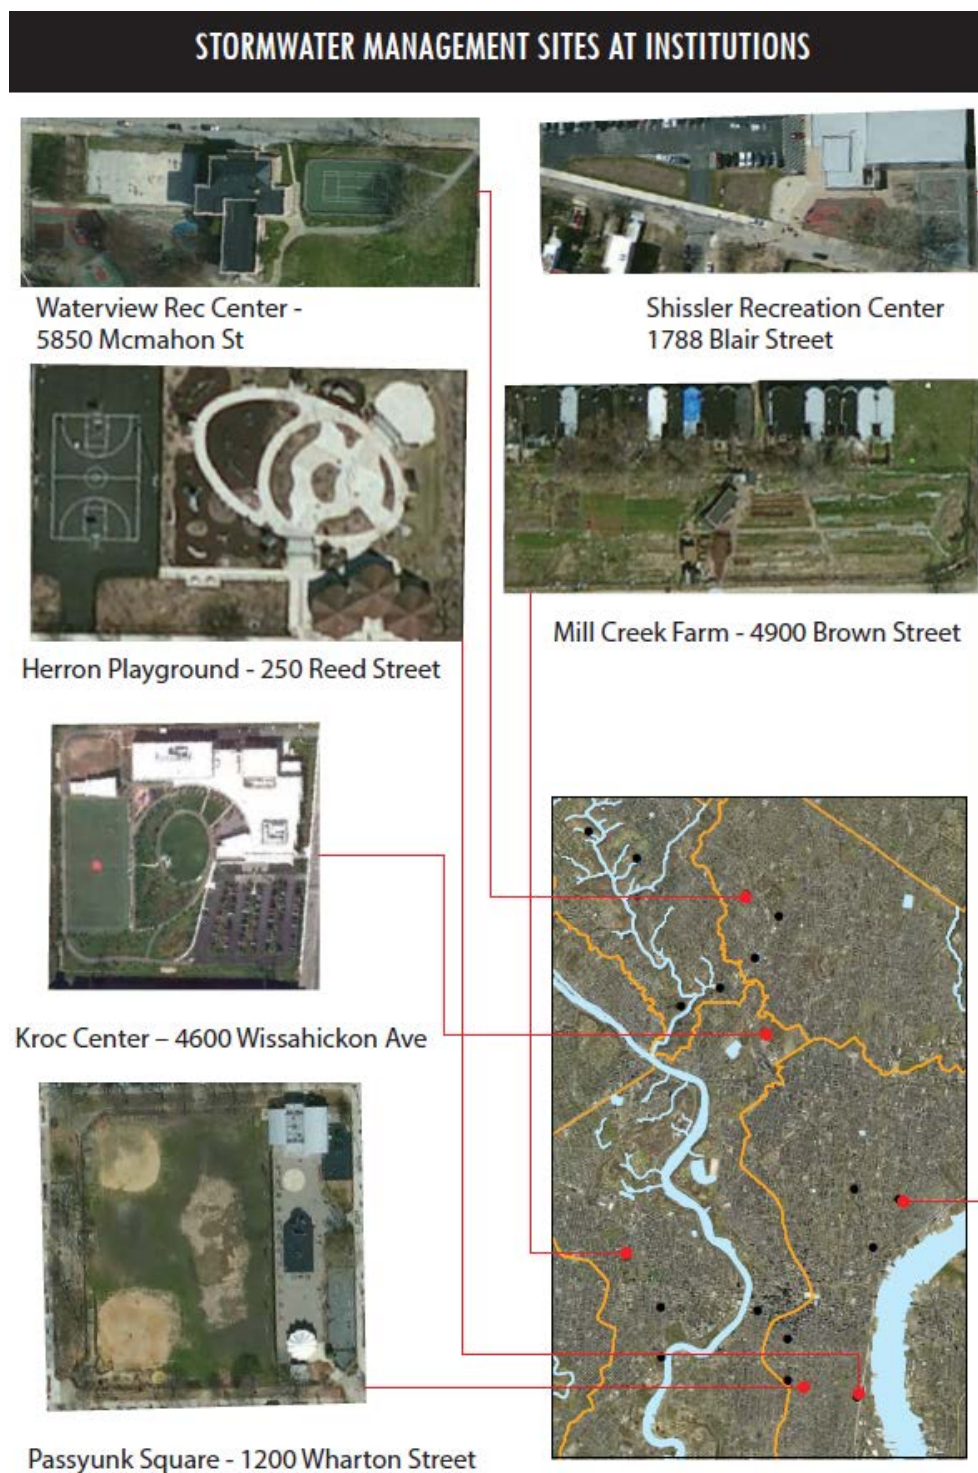 STORMWATER MANAGEMENT SITES AT INSTITUTIONS
Waterview Rec Center -
5850 Mcmahon St
Shissler Recreation Center
1788 Blair Street
Herron Playground - 250 Reed Street
Mill Creek Farm - 4900 Brown Street
Kroc Center – 4600 Wissahickon Ave
Passyunk Square - 1200 Wharton Street